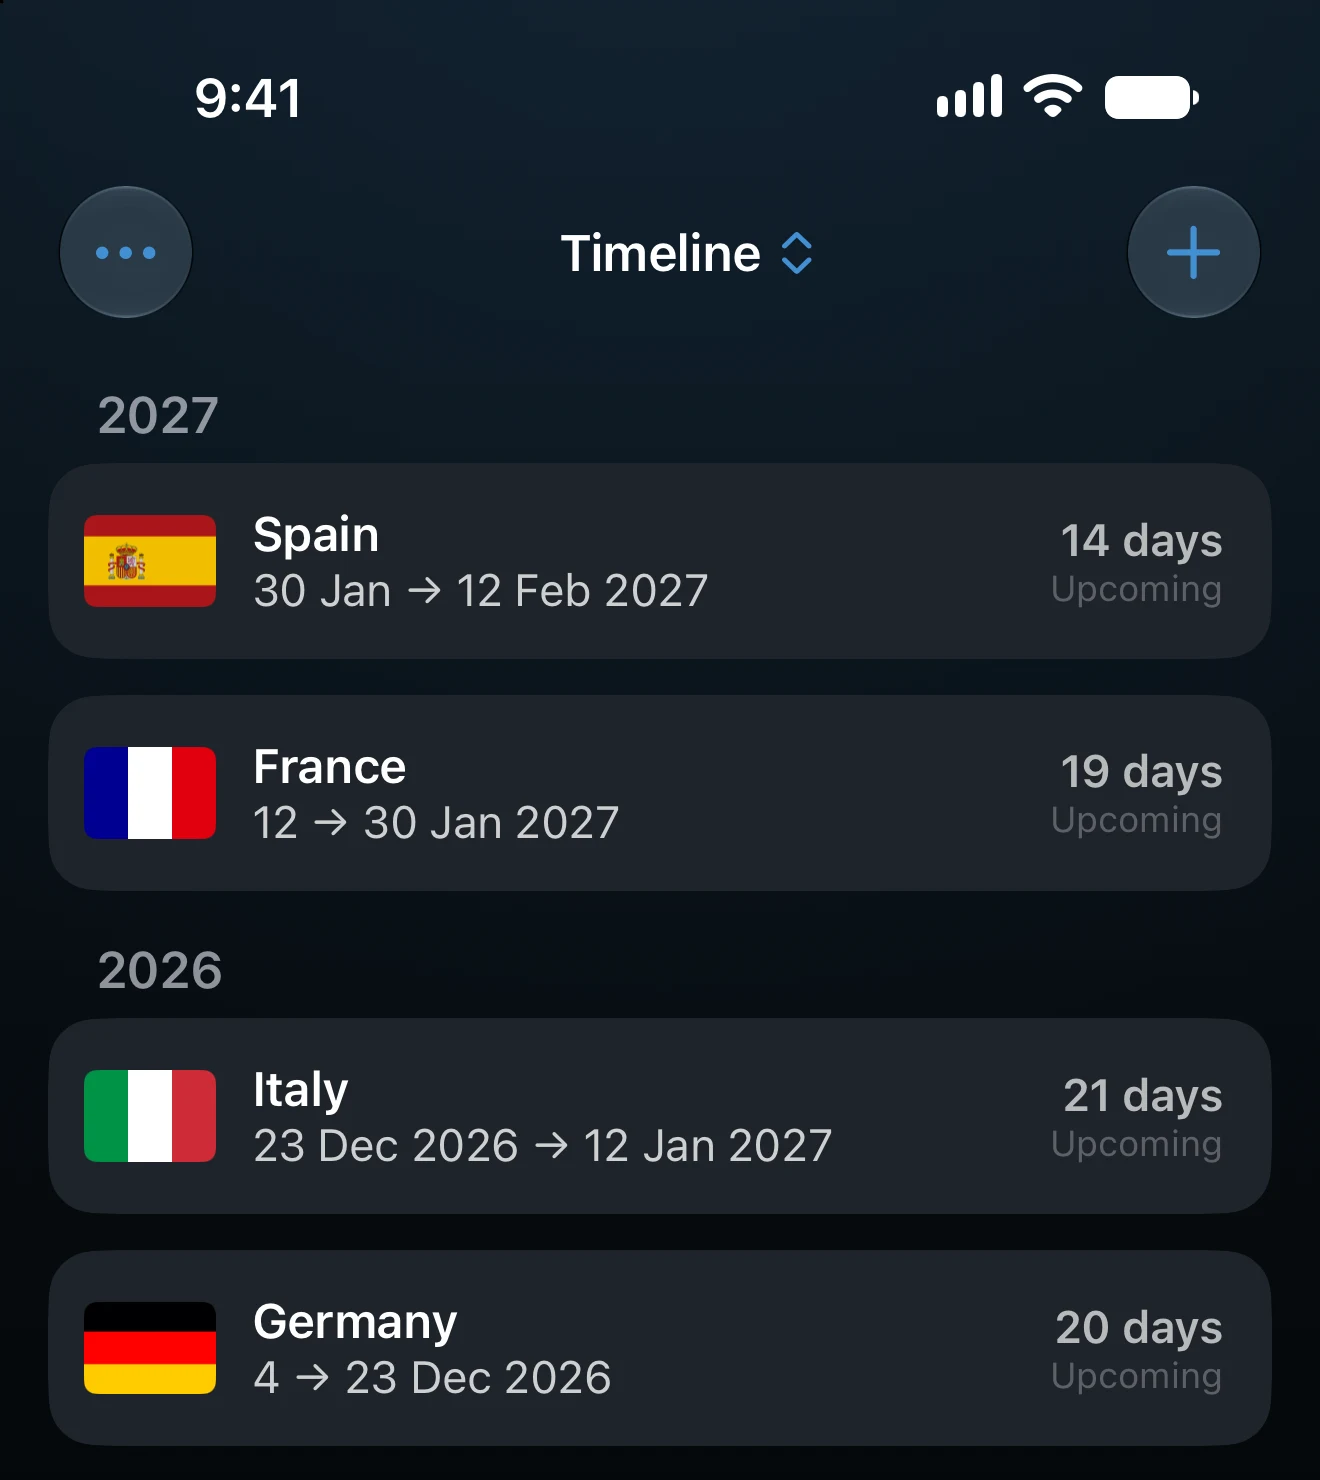 9:41
Timeline
2027
Spain
30 Jan → 12 Feb 2027
14 days
Upcoming
France
12 → 30 Jan 2027
19 days
Upcoming
2026
Italy
23 Dec 2026 → 12 Jan 2027
21 days
Upcoming
Germany
4 → 23 Dec 2026
20 days
Upcoming